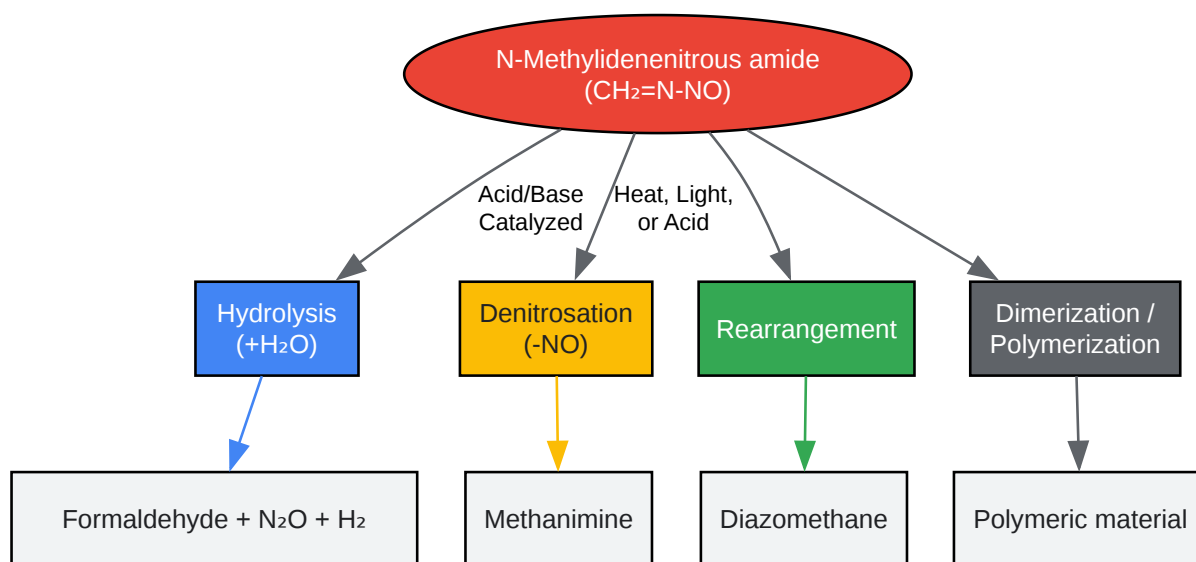 N-Methylidenenitrous amide
(CH₂=N-NO)
Acid/Base
Catalyzed
Heat, Light,
or Acid
Hydrolysis
(+H₂O)
Denitrosation
(-NO)
Rearrangement
Dimerization /
Polymerization
Formaldehyde + N₂O + H₂
Methanimine
Diazomethane
Polymeric material